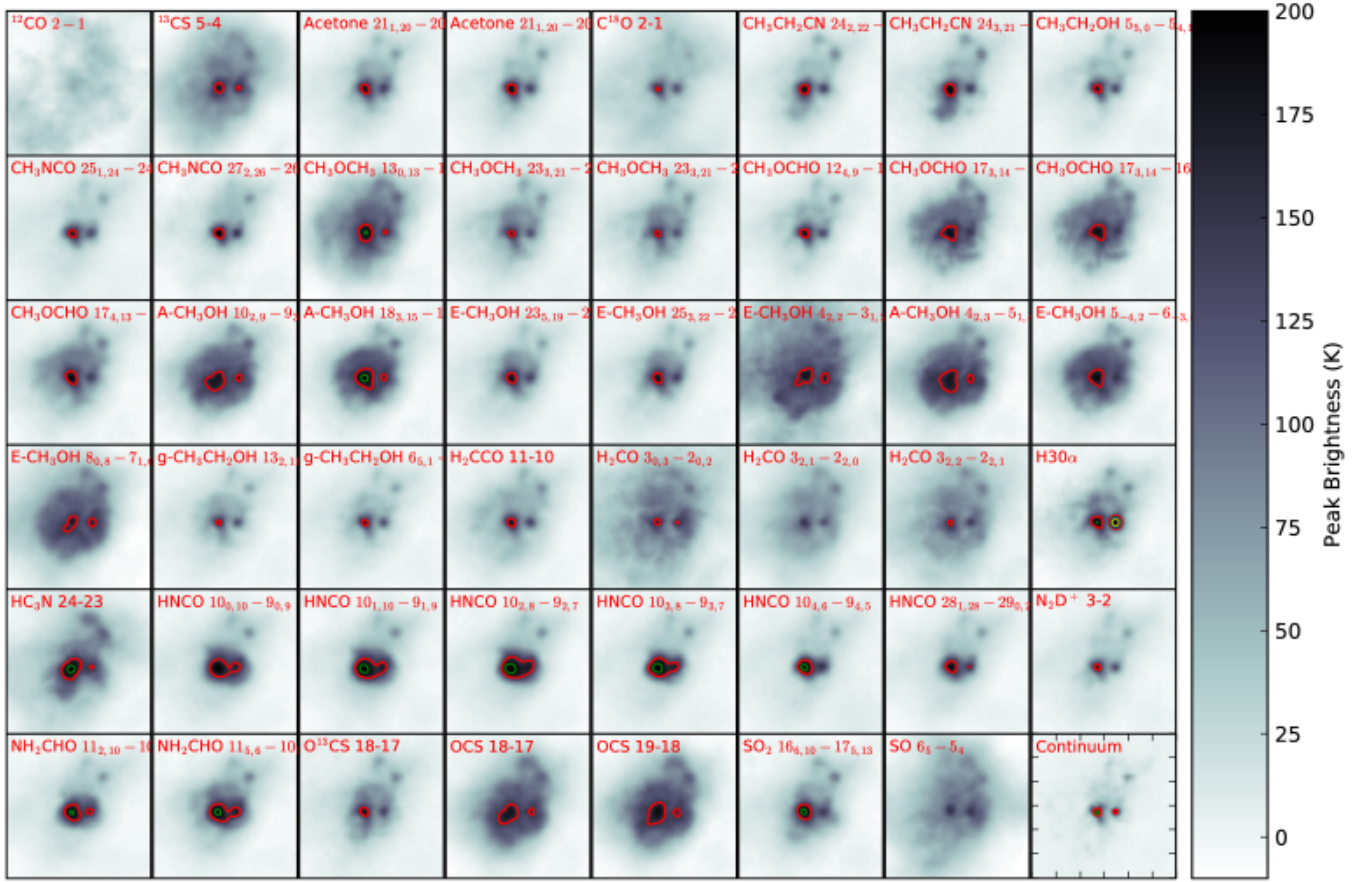 ¹²CO 2 − 1
¹³CS 5-4
Acetone 21₁,₂₀ − 20
Acetone 21₁,₂₀ − 20
C¹⁸O 2-1
CH₃CH₂CN 24₂,₂₂ −
CH₃CH₂CN 24₃,₂₁ −
CH₃CH₂OH 5₅,₀ − 5₄,₁
CH₃NCO 25₁,₂₄ − 24
CH₃NCO 27₂,₂₆ − 26
CH₃OCH₃ 13₀,₁₃ − 1
CH₃OCH₃ 23₃,₂₁ − 2
CH₃OCH₃ 23₃,₂₁ − 2
CH₃OCHO 12₄,₉ − 1
CH₃OCHO 17₃,₁₄ −
CH₃OCHO 17₃,₁₄ − 16
CH₃OCHO 17₄,₁₃ −
A-CH₃OH 10₂,₉ − 9
A-CH₃OH 18₃,₁₅ − 1
E-CH₃OH 23₅,₁₉ − 2
E-CH₃OH 25₃,₂₂ − 2
E-CH₃OH 4₂,₂ − 3₁,
A-CH₃OH 4₂,₃ − 5₁,
E-CH₃OH 5₋₄,₂ − 6₋₃,
E-CH₃OH 8₀,₈ − 7₁,
g-CH₃CH₂OH 13₂,₁
g-CH₃CH₂OH 6₅,₁ -
H₂CCO 11-10
H₂CO 3₀,₃ − 2₀,₂
H₂CO 3₂,₁ − 2₂,₀
H₂CO 3₂,₂ − 2₂,₁
H30α
HC₃N 24-23
HNCO 10₀,₁₀ − 9₀,₉
HNCO 10₁,₁₀ − 9₁,₉
HNCO 10₂,₈ − 9₂,₇
HNCO 10₃,₈ − 9₃,₇
HNCO 10₄,₆ − 9₄,₅
HNCO 28₁,₂₈ − 29₀,₂
N₂D⁺ 3-2
NH₂CHO 11₂,₁₀ − 10
NH₂CHO 11₅,₆ − 10
O¹³CS 18-17
OCS 18-17
OCS 19-18
SO₂ 16₆,₁₀ − 17₅,₁₃
SO 6₅ − 5₄
Continuum
200
175
150
125
100
75
50
25
0
Peak Brightness (K)